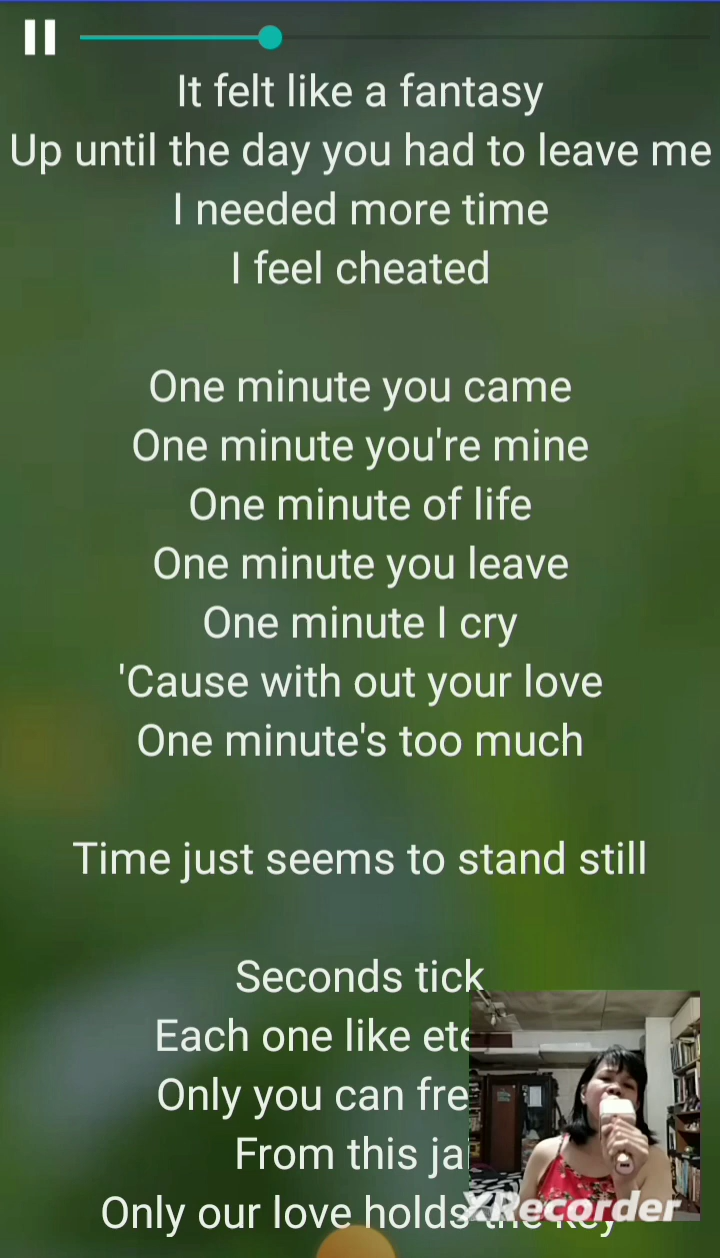 It felt like a fantasy
Up until the day you had to leave me
I needed more time
I feel cheated
One minute you came
One minute you're mine
One minute of life
One minute you leave
One minute I cry
'Cause with out your love
One minute's too much
Time just seems to stand still
Seconds tick
Each one like ete
Only you can fre
From this jai
Only our love holds the key
XRecorder